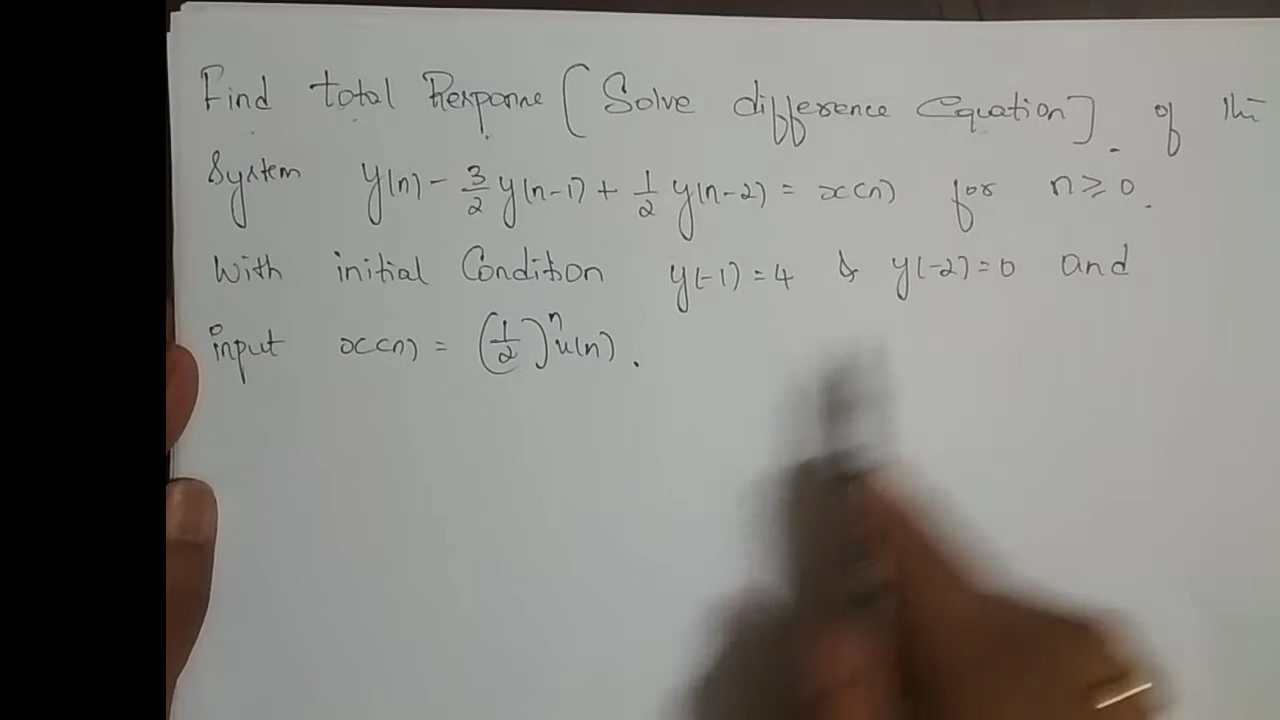 Find total Response [Solve difference Equation] of the
System y(n) - 3/2 y(n-1) + 1/2 y(n-2) = x(n) for n ≥ 0.
With initial Condition y(-1) = 4 & y(-2) = 0 and
input x(n) = (1/2)^n u(n).